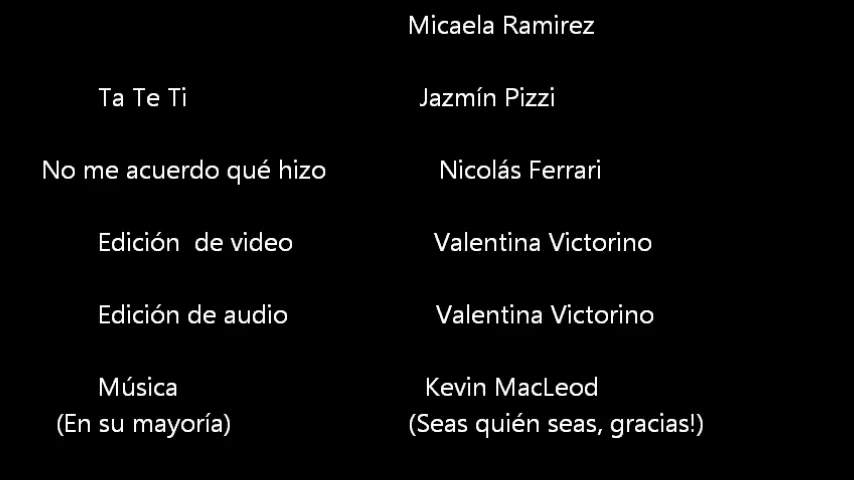 Micaela Ramirez
Ta Te Ti Jazmín Pizzi
No me acuerdo qué hizo Nicolás Ferrari
Edición de video Valentina Victorino
Edición de audio Valentina Victorino
Música Kevin MacLeod
(En su mayoría) (Seas quién seas, gracias!)